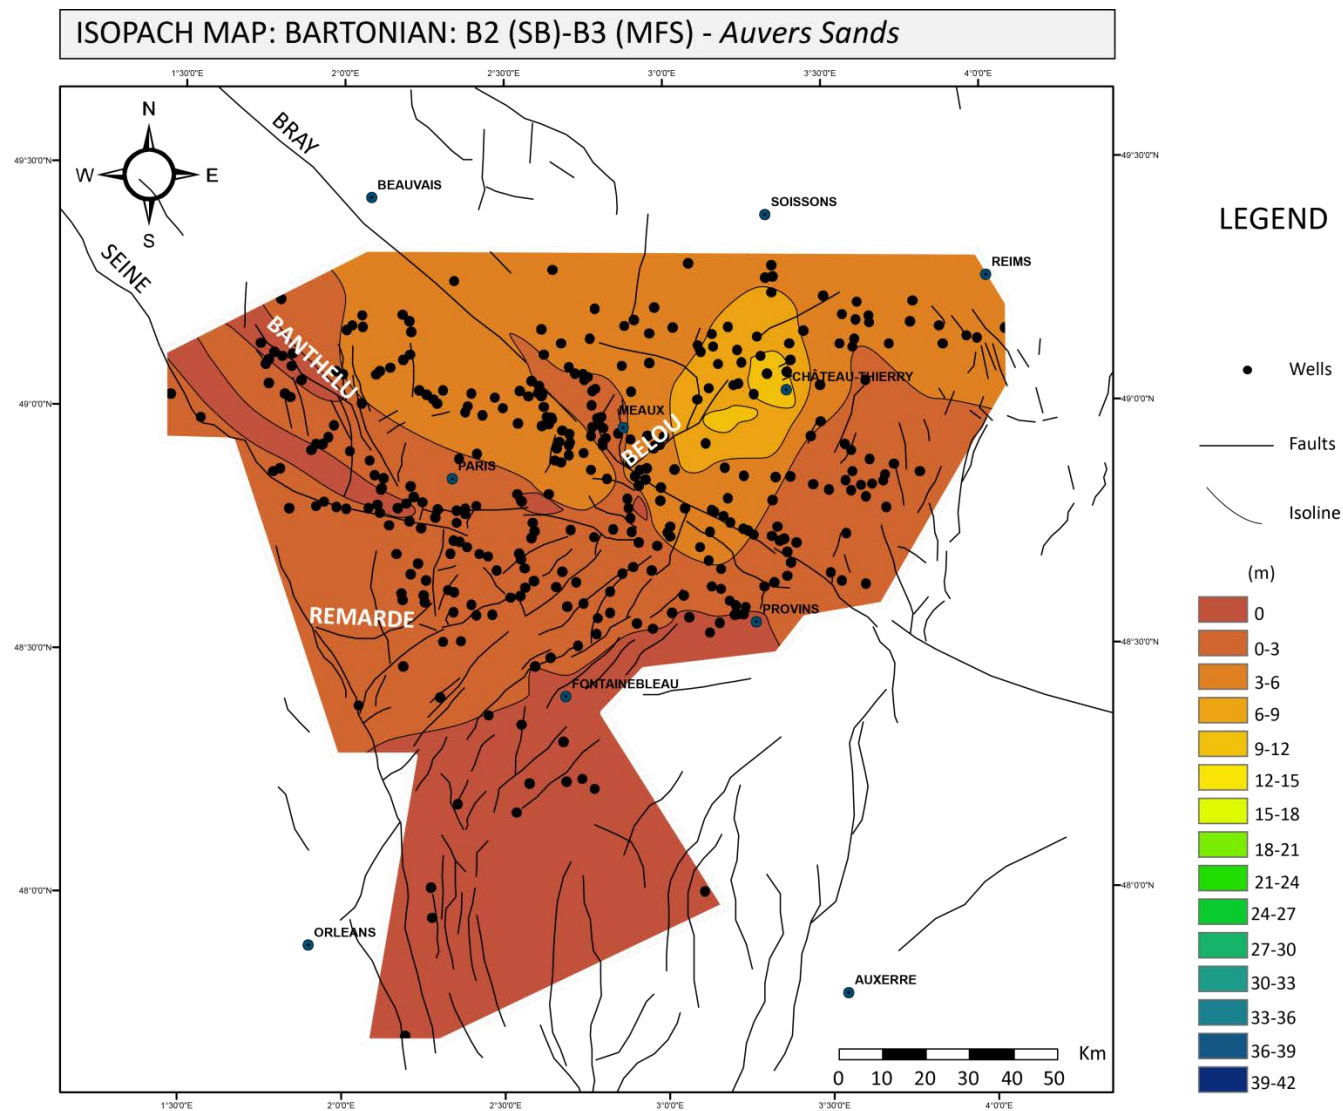 ISOPACH MAP: BARTONIAN: B2 (SB)-B3 (MFS) - Auvers Sands
1°30'0"E 2°0'0"E 2°30'0"E 3°0'0"E 3°30'0"E 4°0'0"E
N
W E
S
BRAY
SEINE
49°30'0"N 49°30'0"N
BEAUVAIS
SOISSONS
REIMS
BANTHELU
CHÂTEAU-THIERRY
49°0'0"N 49°0'0"N
MEAUX
BELOU
PARIS
PROVINS
REMARDE
48°30'0"N 48°30'0"N
FONTAINEBLEAU
48°0'0"N 48°0'0"N
ORLEANS
AUXERRE
Km
0 10 20 30 40 50
1°30'0"E 2°0'0"E 2°30'0"E 3°0'0"E 3°30'0"E 4°0'0"E
LEGEND
Wells
Faults
Isoline
(m)
0
0-3
3-6
6-9
9-12
12-15
15-18
18-21
21-24
24-27
27-30
30-33
33-36
36-39
39-42